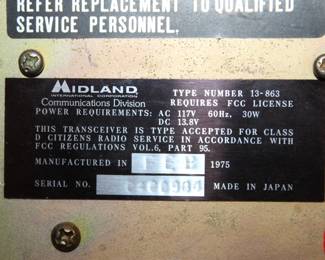 REFER REPLACEMENT TO QUALIFIED
SERVICE PERSONNEL.
MIDLAND
INTERNATIONAL CORPORATION
Communications Division
TYPE NUMBER 13-863
REQUIRES FCC LICENSE
POWER REQUIREMENTS: AC 117V 60Hz, 30W
DC 13.8V
THIS TRANSCEIVER IS TYPE ACCEPTED FOR CLASS
D CITIZENS RADIO SERVICE IN ACCORDANCE WITH
FCC REGULATIONS VOL.6, PART 95.
MANUFACTURED IN FEB 1975
SERIAL NO.
MADE IN JAPAN